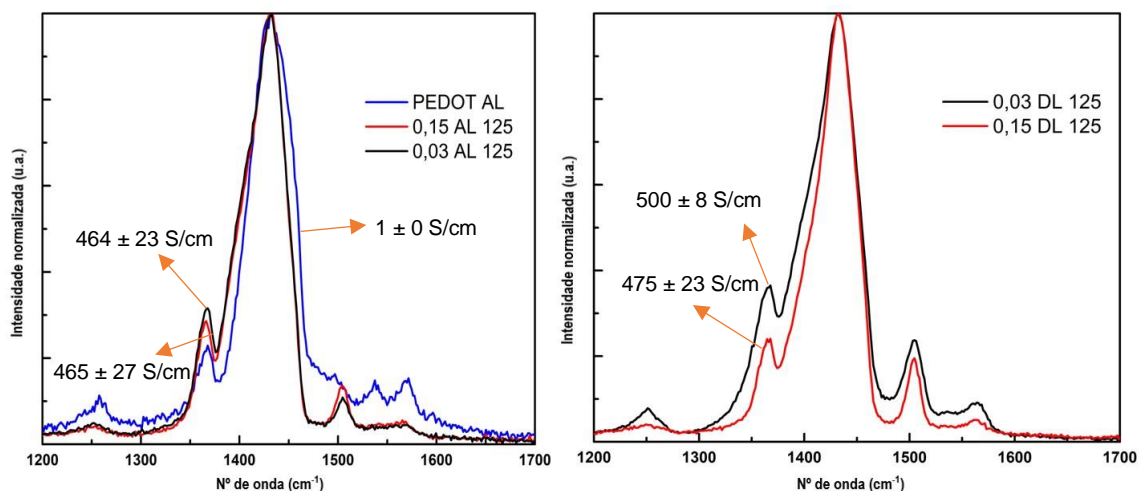 Intensidade normalizada (u.a.)
PEDOT AL
0,15 AL 125
0,03 AL 125
464 ± 23 S/cm
1 ± 0 S/cm
465 ± 27 S/cm
1200 1300 1400 1500 1600 1700
Nº de onda (cm⁻¹)
Intensidade normalizada (u.a.)
0,03 DL 125
0,15 DL 125
500 ± 8 S/cm
475 ± 23 S/cm
1200 1300 1400 1500 1600 1700
Nº de onda (cm⁻¹)